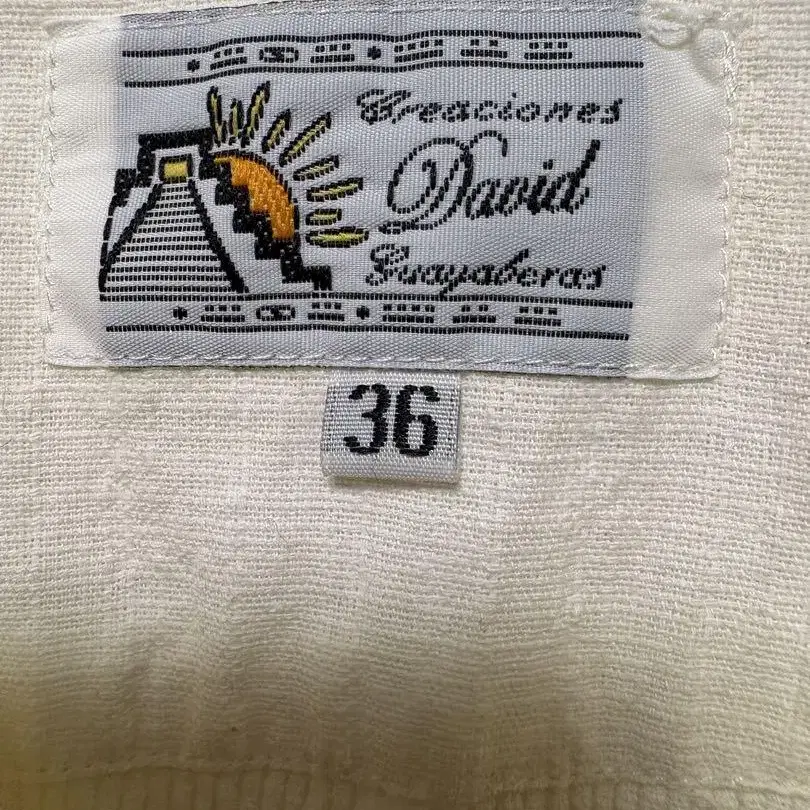 Creaciones
David
Guayaberas
36